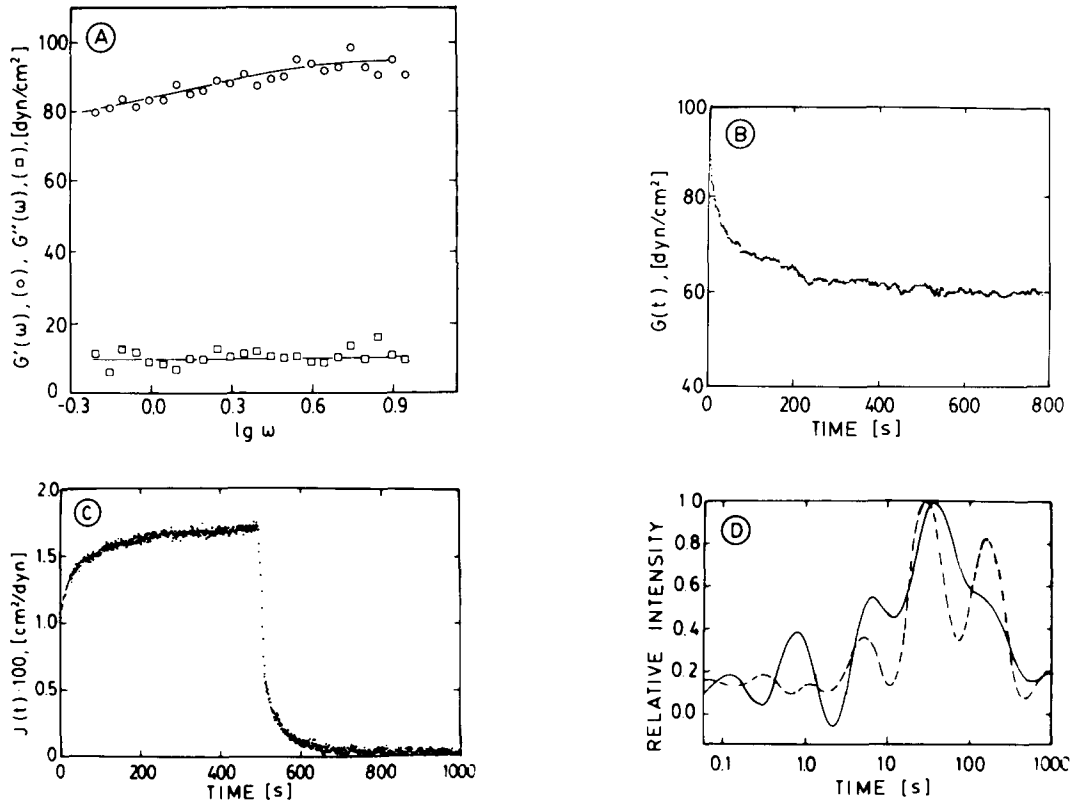 A
G'(ω),(o), G''(ω),(□),[dyn/cm²]
100
80
60
40
20
0
-0.3 0.0 0.3 0.6 0.9
lg ω
B
G(t),[dyn/cm²]
100
80
60
40
0 200 400 600 800
TIME [s]
C
J(t)·100,[cm²/dyn]
2.0
1.5
1.0
0.5
0
0 200 400 600 800 1000
TIME [s]
D
RELATIVE INTENSITY
1.0
0.8
0.6
0.4
0.2
0.0
0.1 1.0 10 100 1000
TIME [s]